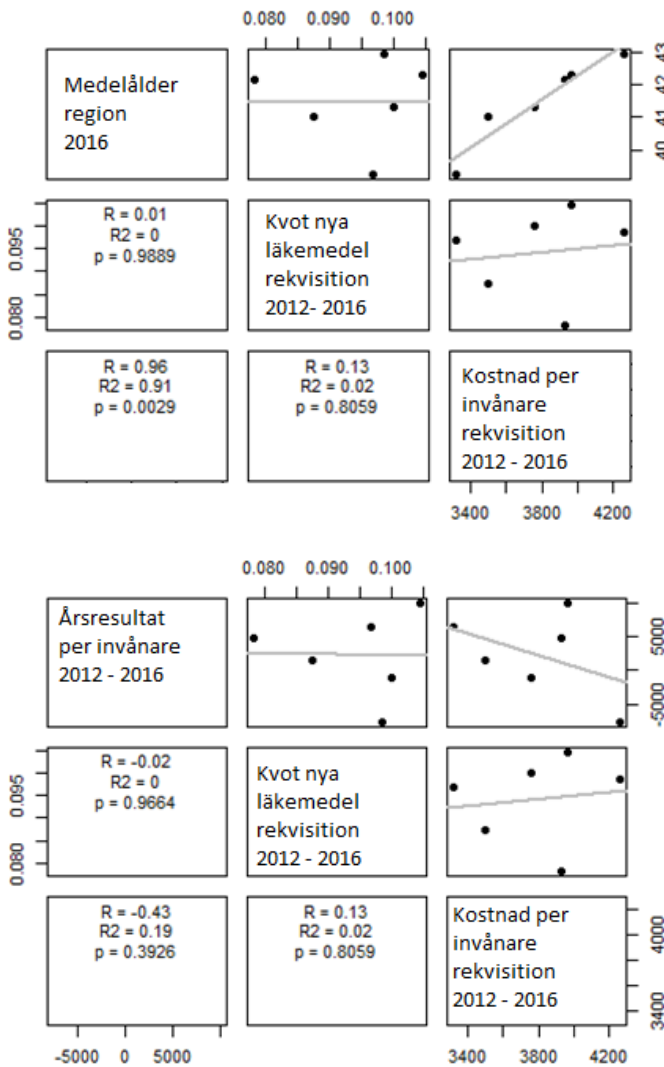 0.080 0.090 0.100
Medelålder
region
2016
40 41 42 43
R = 0.01
R2 = 0
p = 0.9889
Kvot nya
läkemedel
rekvisition
2012- 2016
0.080 0.095
R = 0.96
R2 = 0.91
p = 0.0029
R = 0.13
R2 = 0.02
p = 0.8059
Kostnad per
invånare
rekvisition
2012 - 2016
3400 3800 4200
0.080 0.090 0.100
Årsresultat
per invånare
2012 - 2016
-5000 5000
R = -0.02
R2 = 0
p = 0.9664
Kvot nya
läkemedel
rekvisition
2012 - 2016
0.080 0.095
R = -0.43
R2 = 0.19
p = 0.3926
R = 0.13
R2 = 0.02
p = 0.8059
Kostnad per
invånare
rekvisition
2012 - 2016
3400 4000
-5000 0 5000
3400 3800 4200